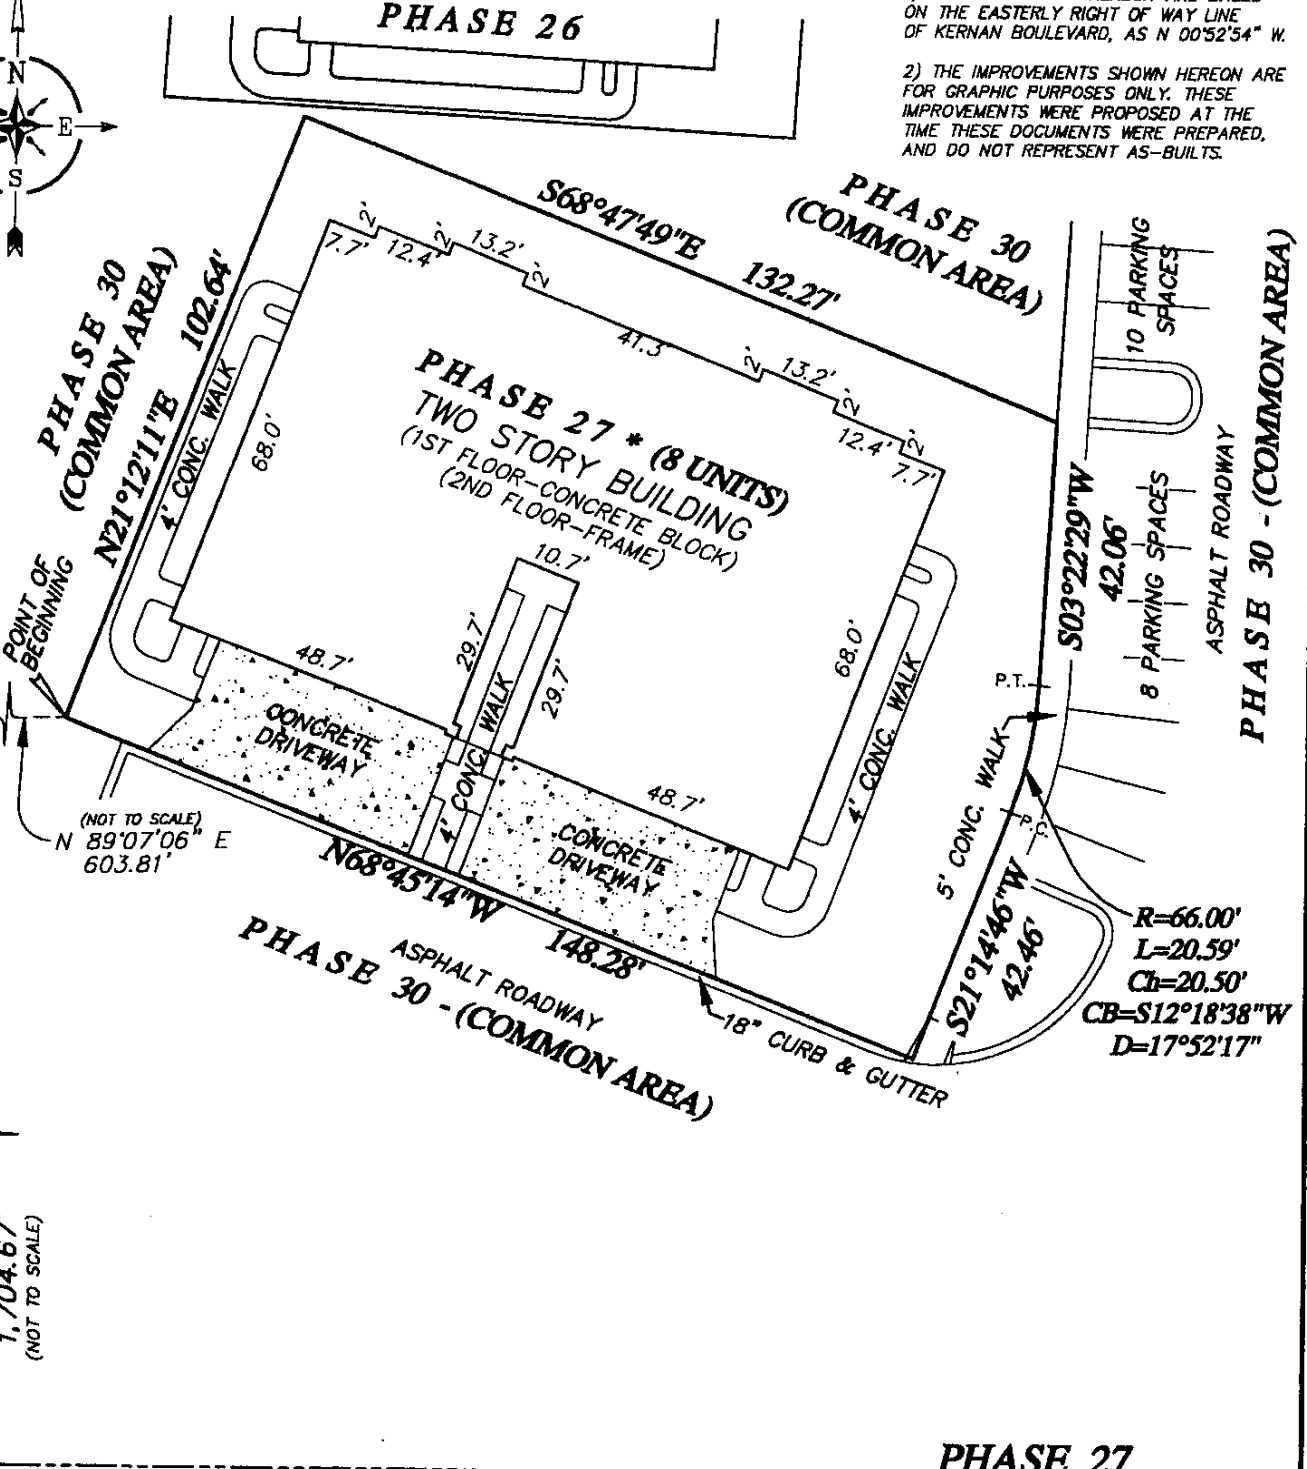 PHASE 26
ON THE EASTERLY RIGHT OF WAY LINE
OF KERNAN BOULEVARD, AS N 00°52'54" W.
2) THE IMPROVEMENTS SHOWN HEREON ARE
FOR GRAPHIC PURPOSES ONLY. THESE
IMPROVEMENTS WERE PROPOSED AT THE
TIME THESE DOCUMENTS WERE PREPARED,
AND DO NOT REPRESENT AS-BUILTS.
N
E
S
PHASE 30
(COMMON AREA)
S68°47'49"E 132.27'
PHASE 30
(COMMON AREA)
N21°12'11"E 102.64'
2'
7.7'
12.4'
2'
13.2'
2'
41.3'
2'
13.2'
2'
12.4'
2'
7.7'
10 PARKING
SPACES
4' CONC. WALK
68.0'
PHASE 27 * (8 UNITS)
TWO STORY BUILDING
(1ST FLOOR-CONCRETE BLOCK)
(2ND FLOOR-FRAME)
10.7'
29.7'
29.7'
48.7'
48.7'
68.0'
4' CONC. WALK
4' CONC. WALK
CONCRETE
DRIVEWAY
CONCRETE
DRIVEWAY
S03°22'29"W
42.06'
8 PARKING SPACES
ASPHALT ROADWAY
PHASE 30 - (COMMON AREA)
P.T.
P.C.
5' CONC. WALK
POINT OF
BEGINNING
(NOT TO SCALE)
N 89°07'06" E
603.81'
N68°45'14"W 148.28'
ASPHALT ROADWAY
PHASE 30 - (COMMON AREA)
18" CURB & GUTTER
S21°14'46"W
42.46'
R=66.00'
L=20.59'
Ch=20.50'
CB=S12°18'38"W
D=17°52'17"
1,704.67'
(NOT TO SCALE)
PHASE 27